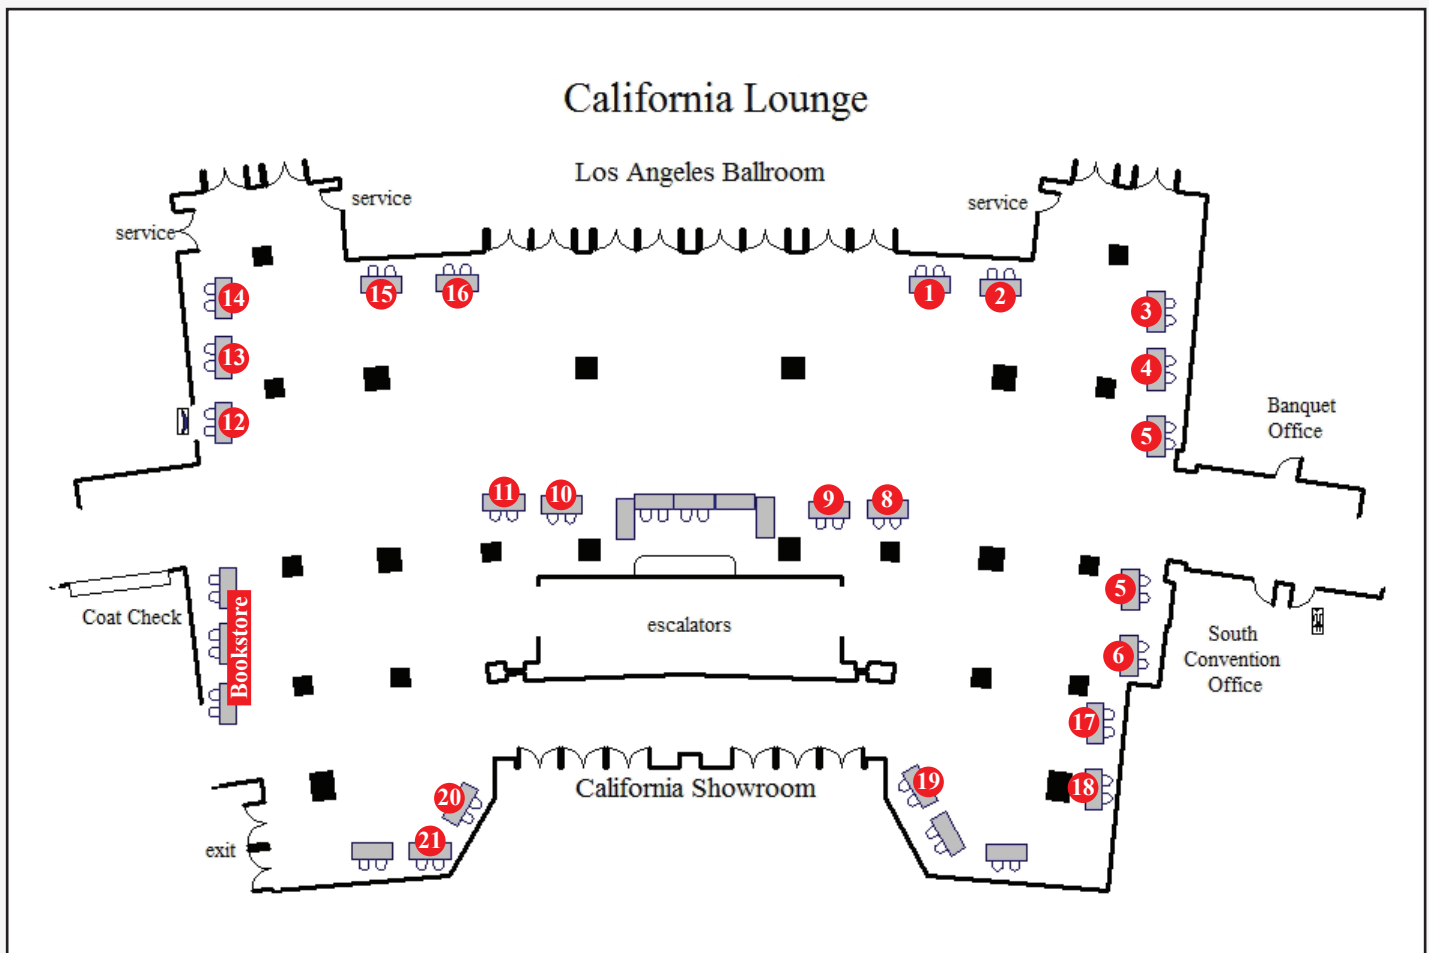 California Lounge
Los Angeles Ballroom
service
service
service
14
15
16
1
2
3
13
4
12
5
Banquet
Office
11
10
9
8
5
Coat Check
Bookstore
escalators
6
South
Convention
Office
17
California Showroom
19
18
20
21
exit